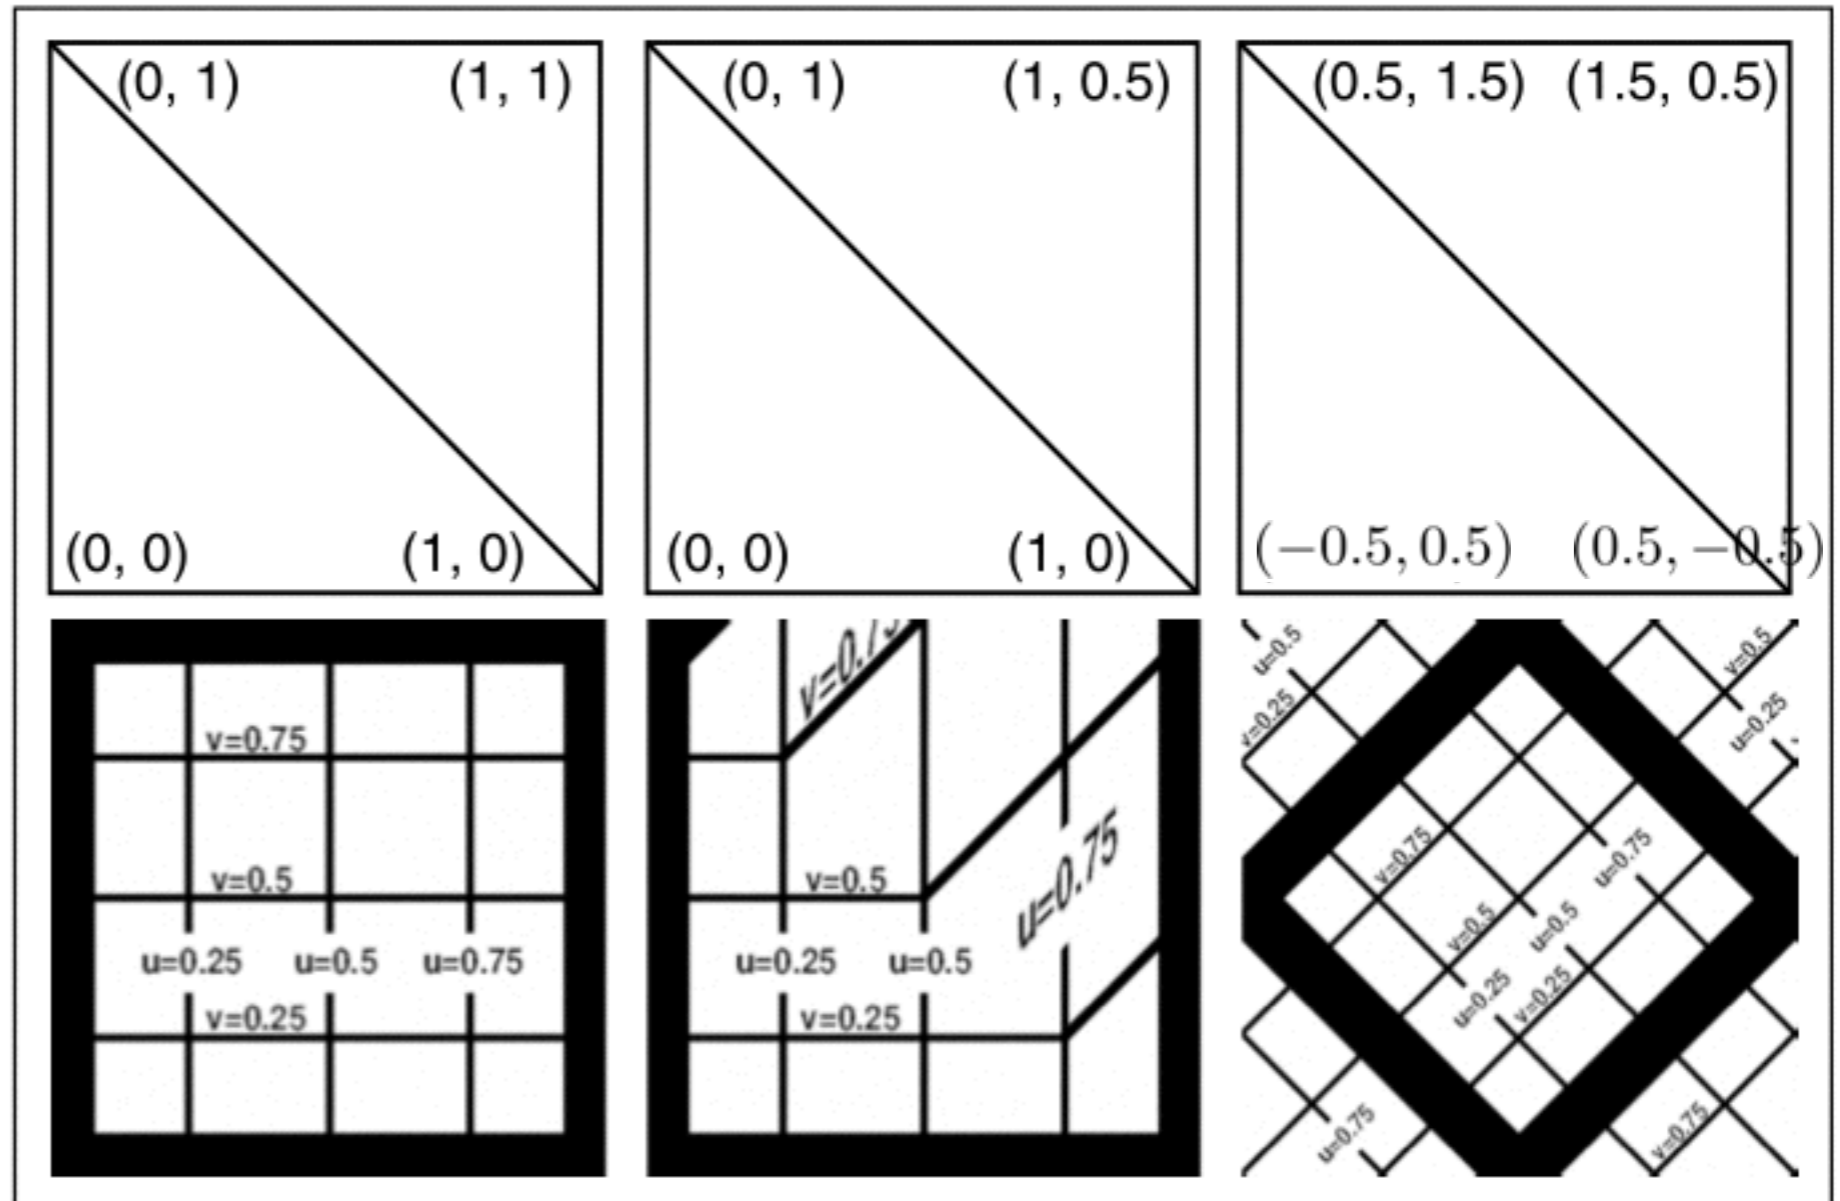 (0, 1) (1, 1)
(0, 0) (1, 0)
(0, 1) (1, 0.5)
(0, 0) (1, 0)
(0.5, 1.5) (1.5, 0.5)
(−0.5, 0.5) (0.5, −0.5)
v=0.75
v=0.5
u=0.25 u=0.5 u=0.75
v=0.25
v=0.75
v=0.5
u=0.75
u=0.25 u=0.5
v=0.25
u=0.5
v=0.25
v=0.5
u=0.25
v=0.75
u=0.75
v=0.5
u=0.5
u=0.25
v=0.25
u=0.75
v=0.75